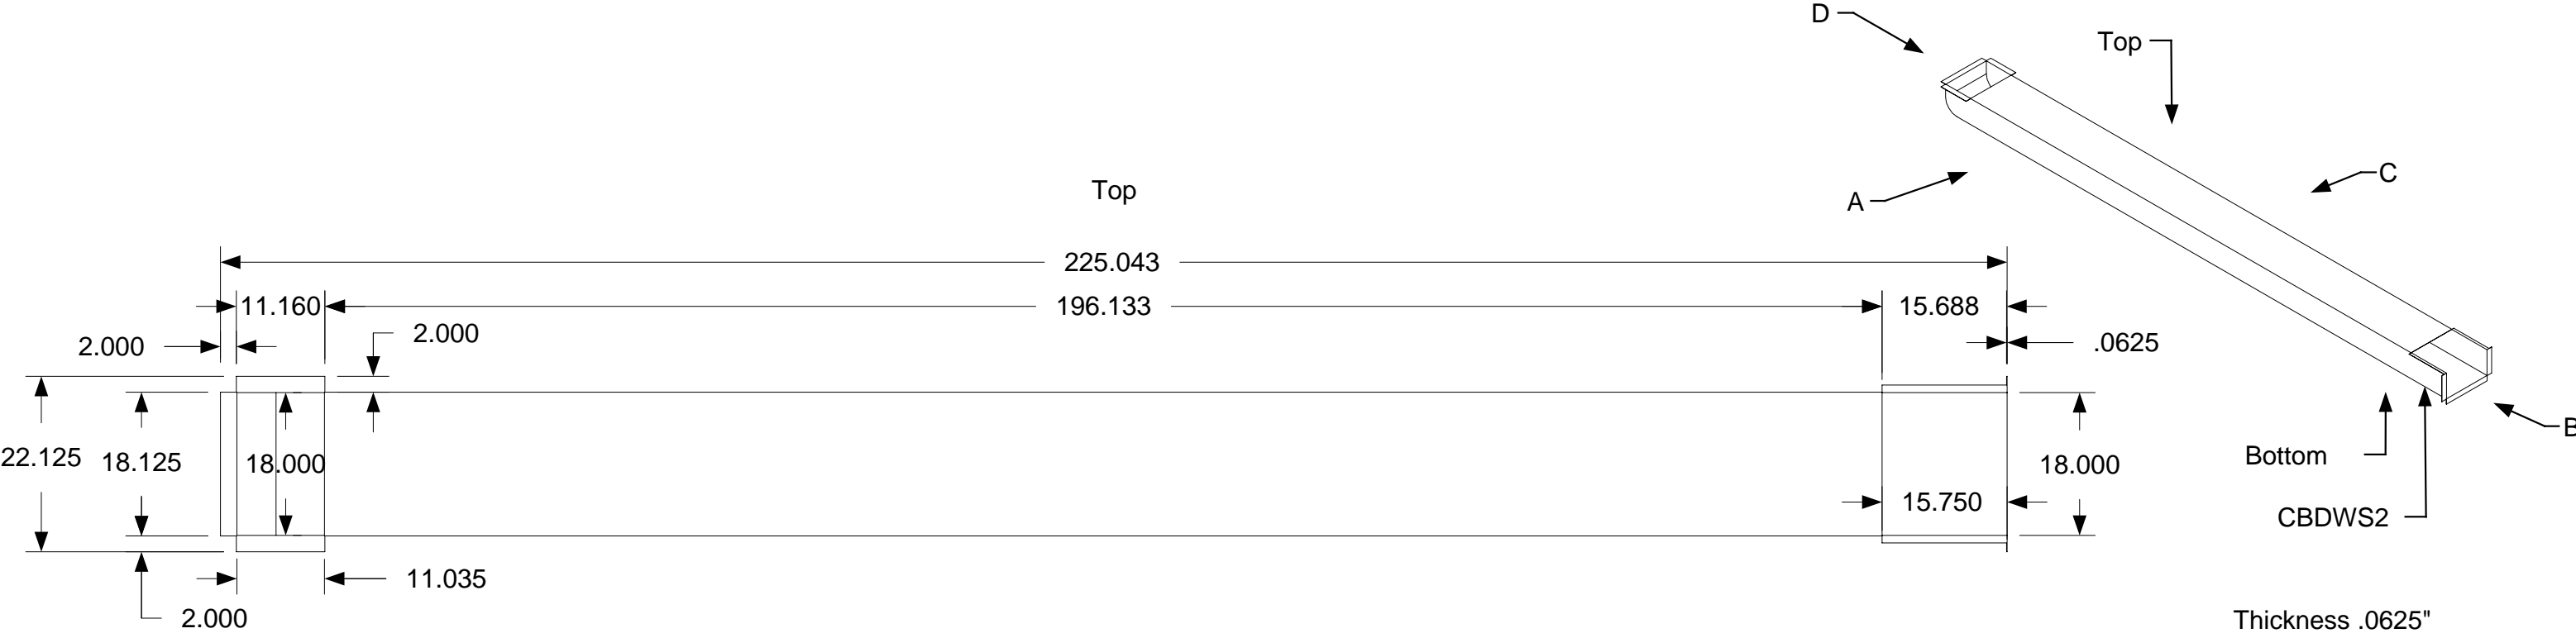 D
Top
C
A
Top
225.043
11.160
196.133
15.688
2.000
2.000
.0625
22.125
18.125
18.000
18.000
15.750
Bottom
B
CBDWS2
11.035
2.000
Thickness .0625"